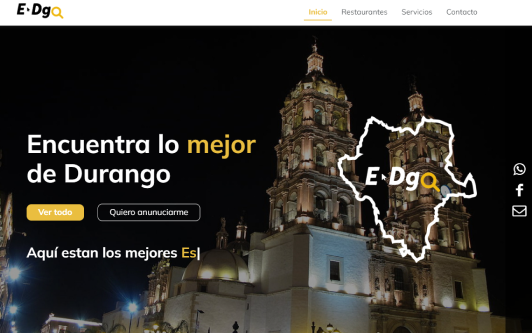 E Dg
Inicio
Restaurantes
Servicios
Contacto
Encuentra lo mejor
de Durango
E Dg
Ver todo
Quiero anunuciarme
Aquí estan los mejores Es|